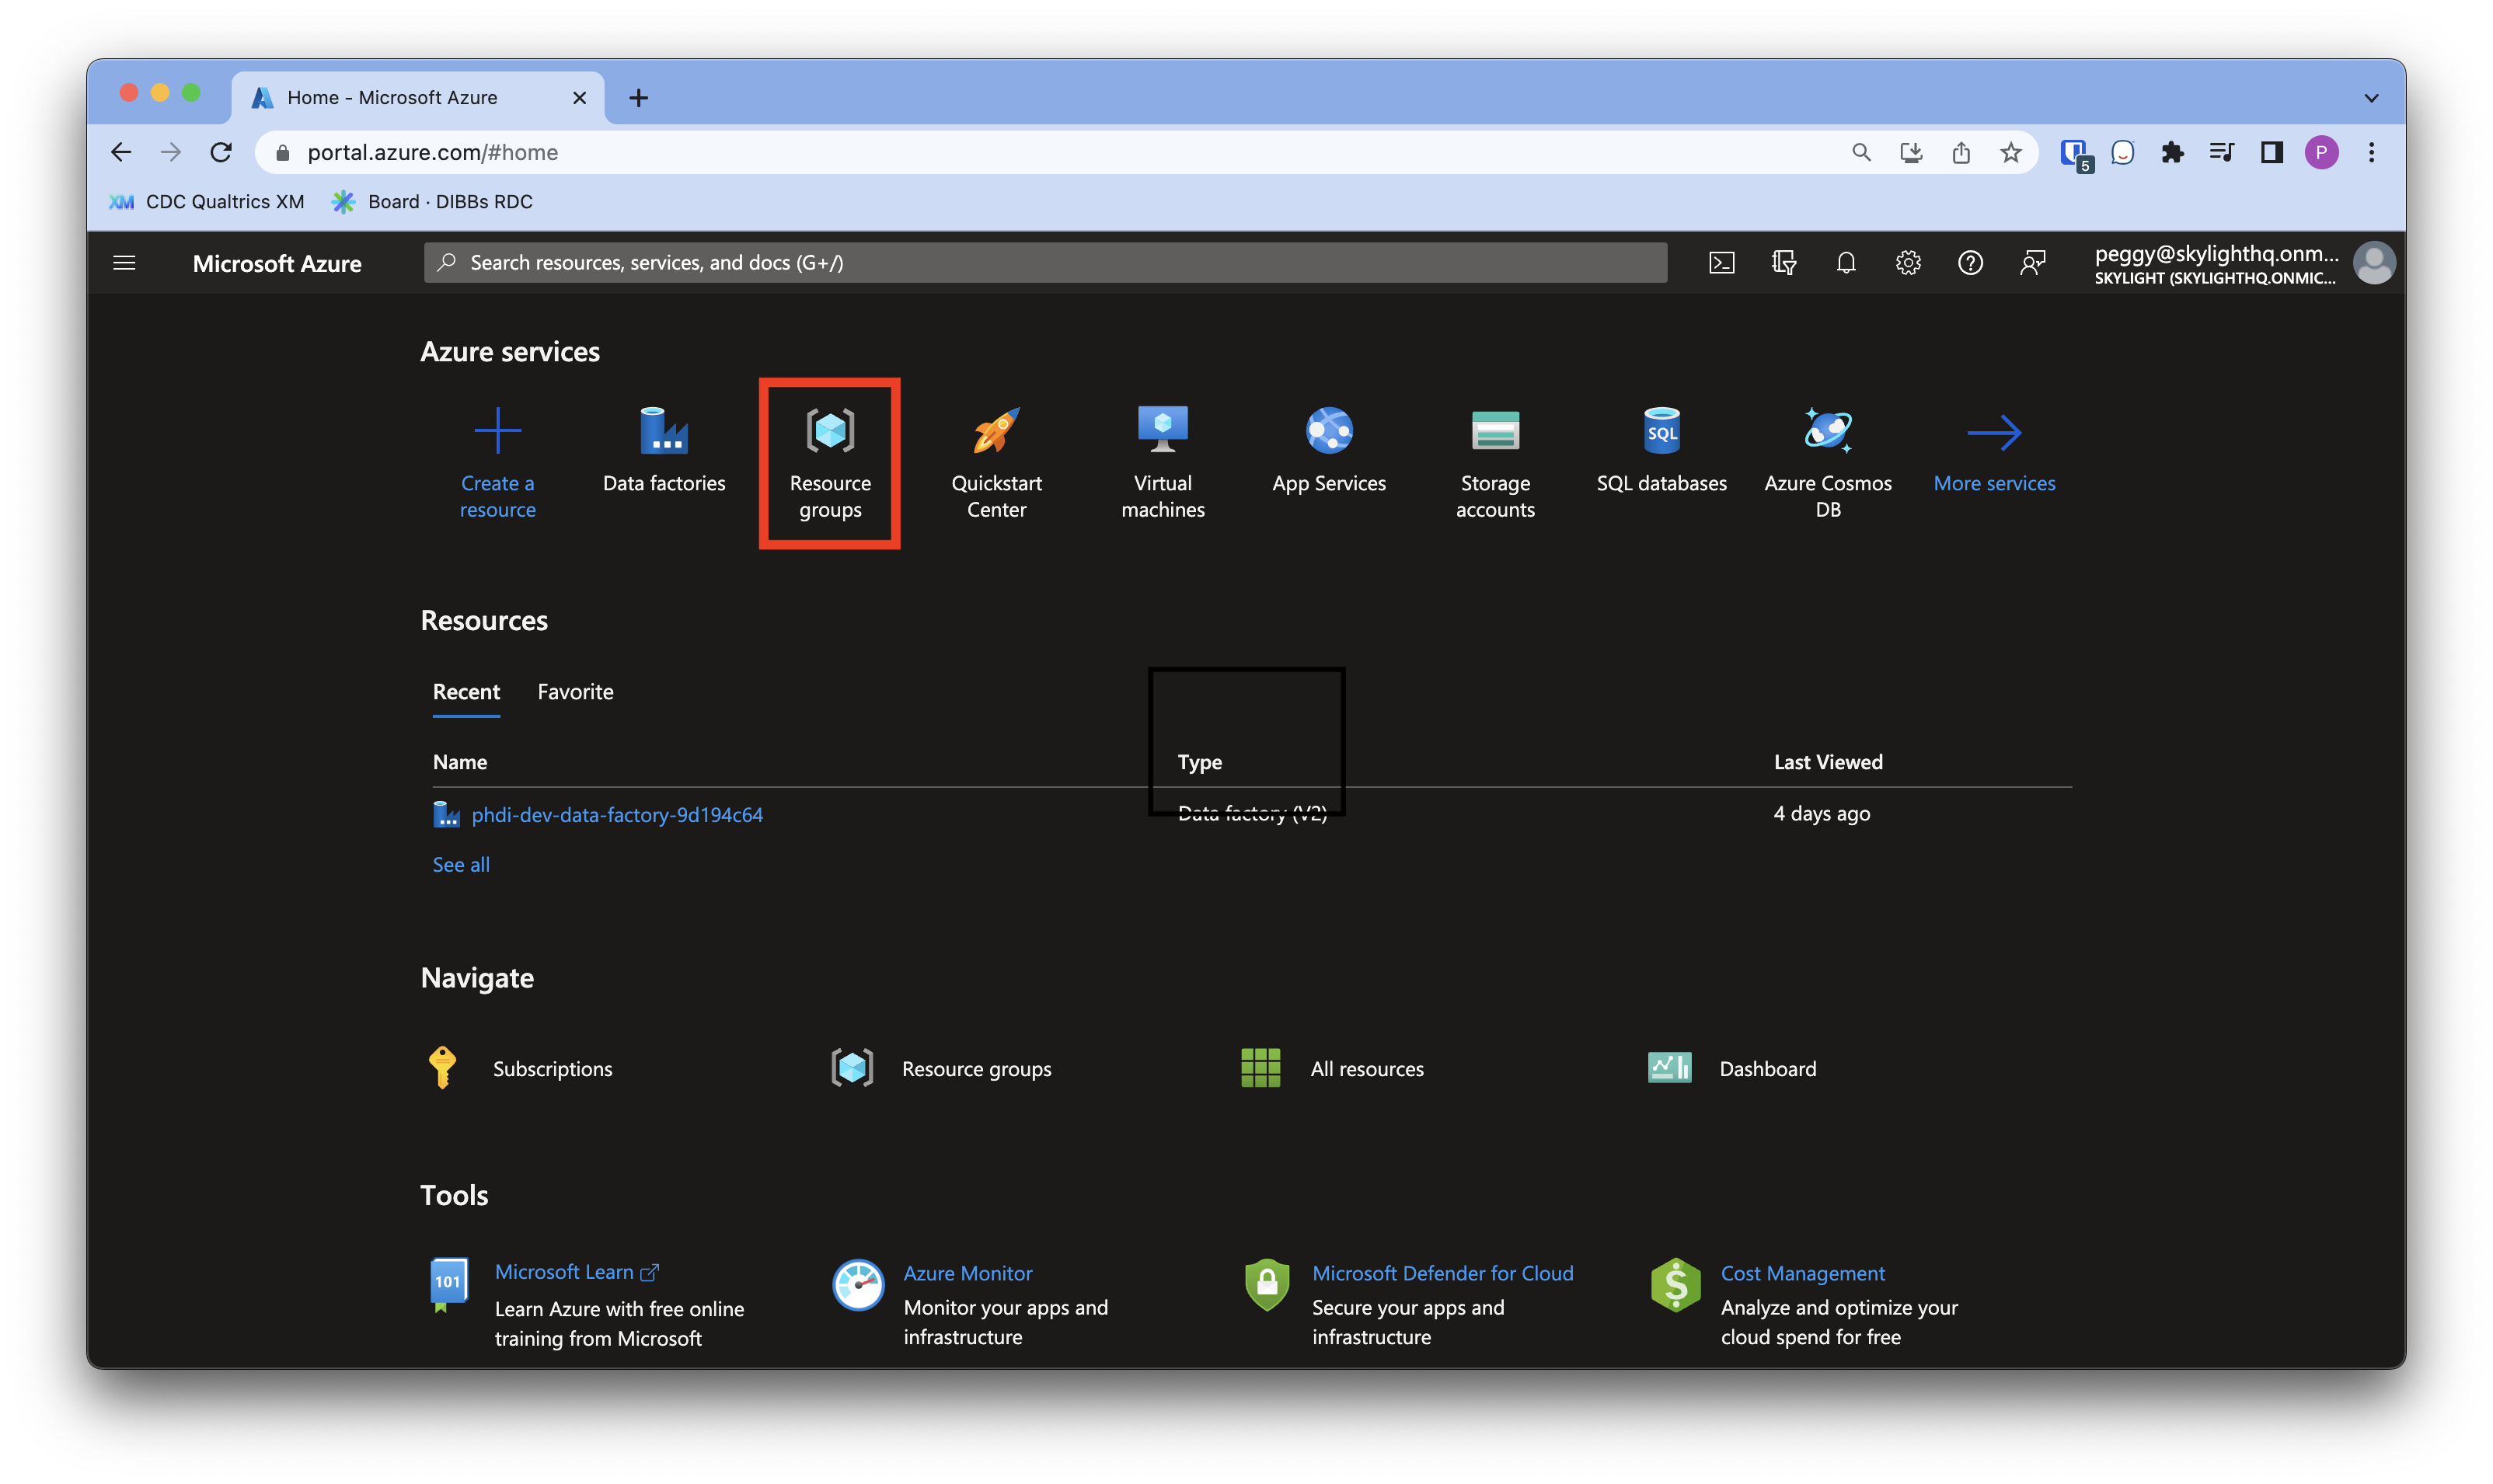 Home - Microsoft Azure
portal.azure.com/#home
5
P
XM CDC Qualtrics XM
Board · DIBBs RDC
Microsoft Azure
Search resources, services, and docs (G+/)
peggy@skylighthq.onm...
SKYLIGHT (SKYLIGHTHQ.ONMIC...
Azure services
Create a
resource
Data factories
Resource
groups
Quickstart
Center
Virtual
machines
App Services
Storage
accounts
SQL
SQL databases
Azure Cosmos
DB
More services
Resources
Recent Favorite
Name Type Last Viewed
phdi-dev-data-factory-9d194c64 Data factory (V2) 4 days ago
See all
Navigate
Subscriptions
Resource groups
All resources
Dashboard
Tools
101
Microsoft Learn
Learn Azure with free online
training from Microsoft
Azure Monitor
Monitor your apps and
infrastructure
Microsoft Defender for Cloud
Secure your apps and
infrastructure
Cost Management
Analyze and optimize your
cloud spend for free